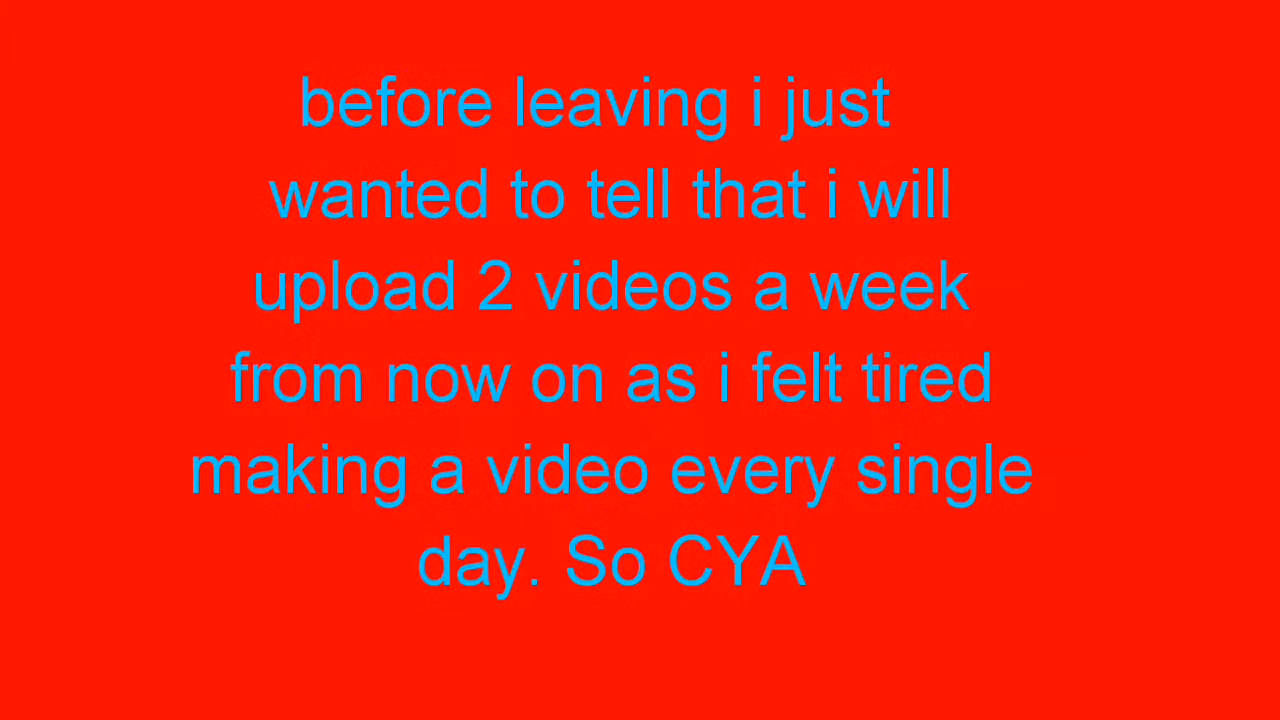 before leaving i just
wanted to tell that i will
upload 2 videos a week
from now on as i felt tired
making a video every single
day. So CYA